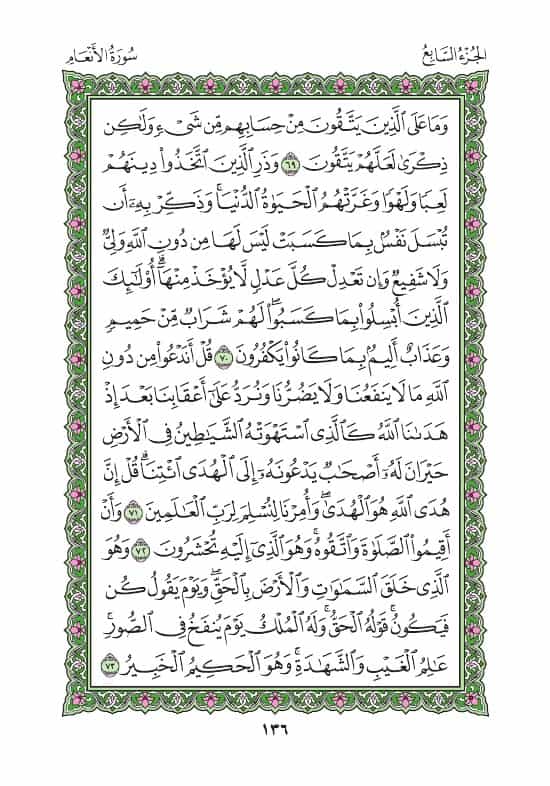 الجُزْءُ السَّابِعُ
سُورَةُ الأَنْعَامِ
وَمَا عَلَى ٱلَّذِينَ يَتَّقُونَ مِنْ حِسَابِهِم مِّن شَىْءٍ وَلَٰكِن
ذِكْرَىٰ لَعَلَّهُمْ يَتَّقُونَ ٦٩ وَذَرِ ٱلَّذِينَ ٱتَّخَذُوا۟ دِينَهُمْ
لَعِبًا وَلَهْوًا وَغَرَّتْهُمُ ٱلْحَيَوٰةُ ٱلدُّنْيَا ۚ وَذَكِّرْ بِهِۦٓ أَن
تُبْسَلَ نَفْسٌۢ بِمَا كَسَبَتْ لَيْسَ لَهَا مِن دُونِ ٱللَّهِ وَلِىٌّ
وَلَا شَفِيعٌ وَإِن تَعْدِلْ كُلَّ عَدْلٍ لَّا يُؤْخَذْ مِنْهَآ ۗ أُو۟لَٰٓئِكَ
ٱلَّذِينَ أُبْسِلُوا۟ بِمَا كَسَبُوا۟ ۖ لَهُمْ شَرَابٌ مِّنْ حَمِيمٍ
وَعَذَابٌ أَلِيمٌۢ بِمَا كَانُوا۟ يَكْفُرُونَ ٧٠ قُلْ أَنَدْعُوا۟ مِن دُونِ
ٱللَّهِ مَا لَا يَنفَعُنَا وَلَا يَضُرُّنَا وَنُرَدُّ عَلَىٰٓ أَعْقَابِنَا بَعْدَ إِذْ
هَدَىٰنَا ٱللَّهُ كَٱلَّذِى ٱسْتَهْوَتْهُ ٱلشَّيَٰطِينُ فِى ٱلْأَرْضِ
حَيْرَانَ لَهُۥٓ أَصْحَٰبٌ يَدْعُونَهُۥٓ إِلَى ٱلْهُدَى ٱئْتِنَا ۗ قُلْ إِنَّ
هُدَى ٱللَّهِ هُوَ ٱلْهُدَىٰ ۖ وَأُمِرْنَا لِنُسْلِمَ لِرَبِّ ٱلْعَٰلَمِينَ ٧١ وَأَنْ
أَقِيمُوا۟ ٱلصَّلَوٰةَ وَٱتَّقُوهُ ۚ وَهُوَ ٱلَّذِىٓ إِلَيْهِ تُحْشَرُونَ ٧٢ وَهُوَ
ٱلَّذِى خَلَقَ ٱلسَّمَٰوَٰتِ وَٱلْأَرْضَ بِٱلْحَقِّ ۖ وَيَوْمَ يَقُولُ كُن
فَيَكُونُ ۚ قَوْلُهُ ٱلْحَقُّ ۚ وَلَهُ ٱلْمُلْكُ يَوْمَ يُنفَخُ فِى ٱلصُّورِ ۚ
عَٰلِمُ ٱلْغَيْبِ وَٱلشَّهَٰدَةِ ۚ وَهُوَ ٱلْحَكِيمُ ٱلْخَبِيرُ ٧٣
١٣٦